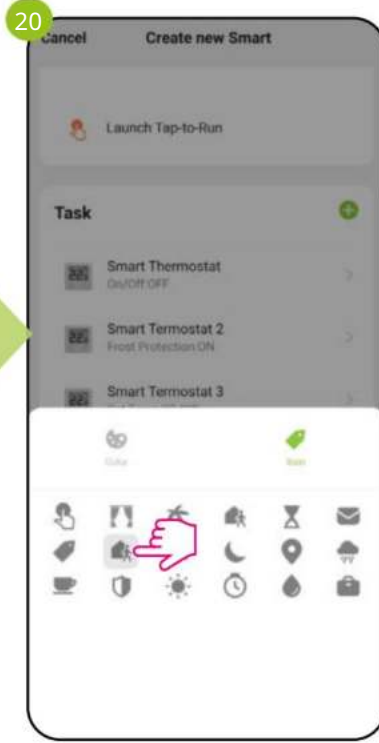 20
Cancel
Create new Smart
Launch Tap-to-Run
Task
Smart Thermostat
On/Off:OFF
Smart Termostat 2
Frost Protection:ON
Smart Termostat 3
Color